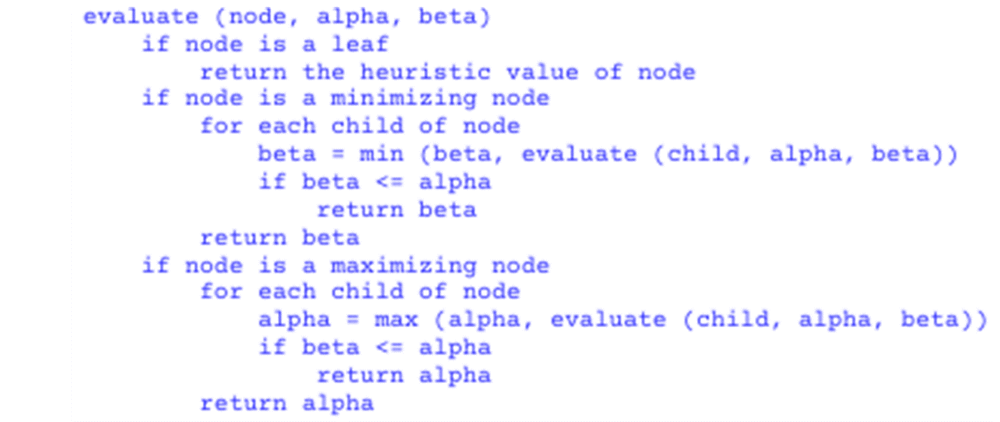 evaluate (node, alpha, beta)
if node is a leaf
return the heuristic value of node
if node is a minimizing node
for each child of node
beta = min (beta, evaluate (child, alpha, beta))
if beta <= alpha
return beta
return beta
if node is a maximizing node
for each child of node
alpha = max (alpha, evaluate (child, alpha, beta))
if beta <= alpha
return alpha
return alpha